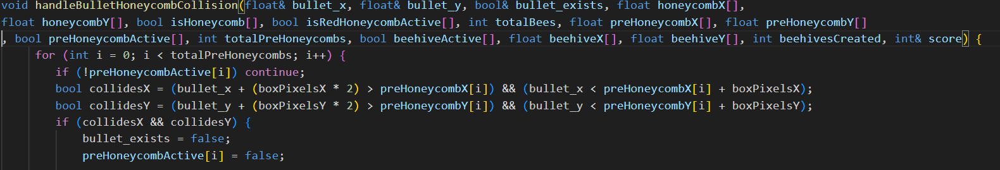 void handleBulletHoneycombCollision(float& bullet_x, float& bullet_y, bool& bullet_exists, float honeycombX[],
float honeycombY[], bool isHoneycomb[], bool isRedHoneycombActive[], int totalBees, float preHoneycombX[], float preHoneycombY[]
, bool preHoneycombActive[], int totalPreHoneycombs, bool beehiveActive[], float beehiveX[], float beehiveY[], int beehivesCreated, int& score) {
for (int i = 0; i < totalPreHoneycombs; i++) {
if (!preHoneycombActive[i]) continue;
bool collidesX = (bullet_x + (boxPixelsX * 2) > preHoneycombX[i]) && (bullet_x < preHoneycombX[i] + boxPixelsX);
bool collidesY = (bullet_y + (boxPixelsY * 2) > preHoneycombY[i]) && (bullet_y < preHoneycombY[i] + boxPixelsY);
if (collidesX && collidesY) {
bullet_exists = false;
preHoneycombActive[i] = false;